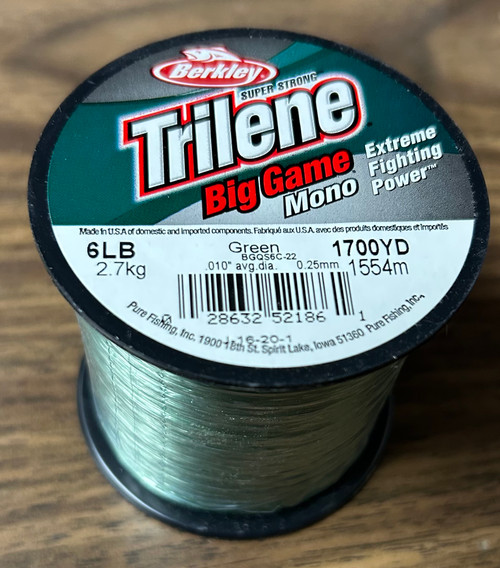 Berkley
SUPER STRONG
Trilene
Big Game
Mono
Extreme
Fighting
Power™
Made in U.S.A of domestic and imported components. Fabriqué aux U.S.A. avec des produits domestiques et importés
6LB Green 1700YD
2.7kg BGQS6C-22 1554m
.010" avg.dia. 0.25mm
28632 52186 1
Pure Fishing, Inc. 1900 18th St. Spirit Lake, Iowa 51360 Pure Fishing, Inc.